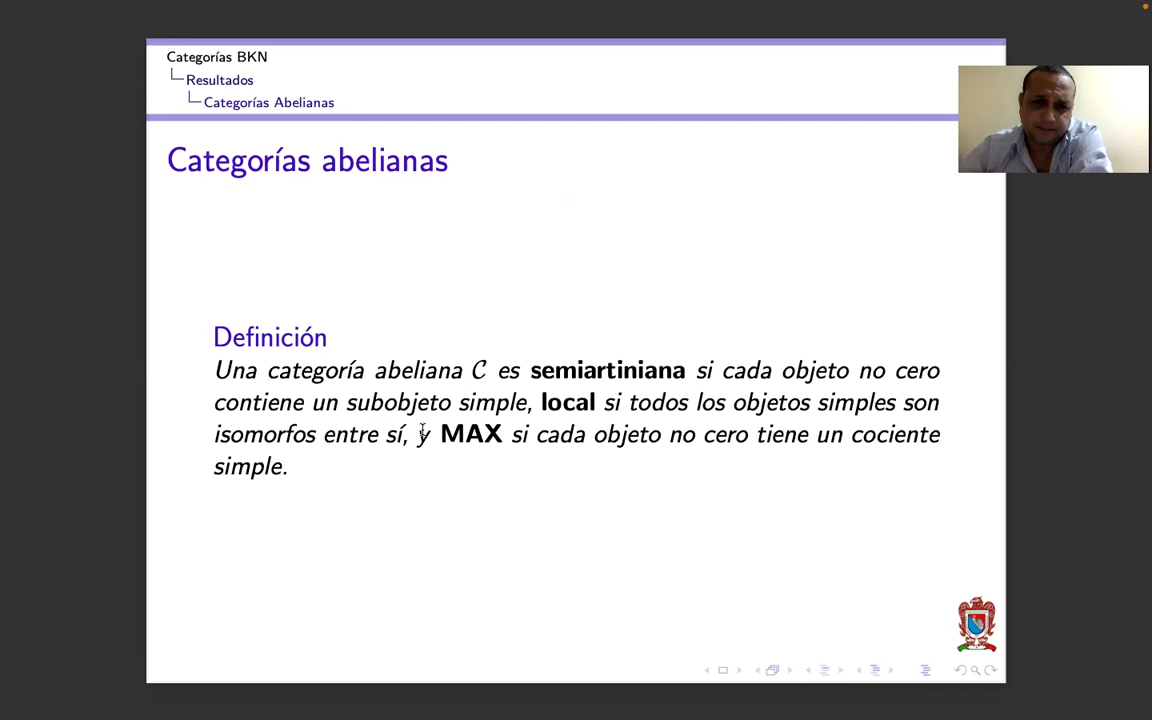 Categorías BKN
Resultados
Categorías Abelianas
Categorías abelianas
Definición
Una categoría abeliana C es semiartiniana si cada objeto no cero
contiene un subobjeto simple, local si todos los objetos simples son
isomorfos entre sí, y MAX si cada objeto no cero tiene un cociente
simple.